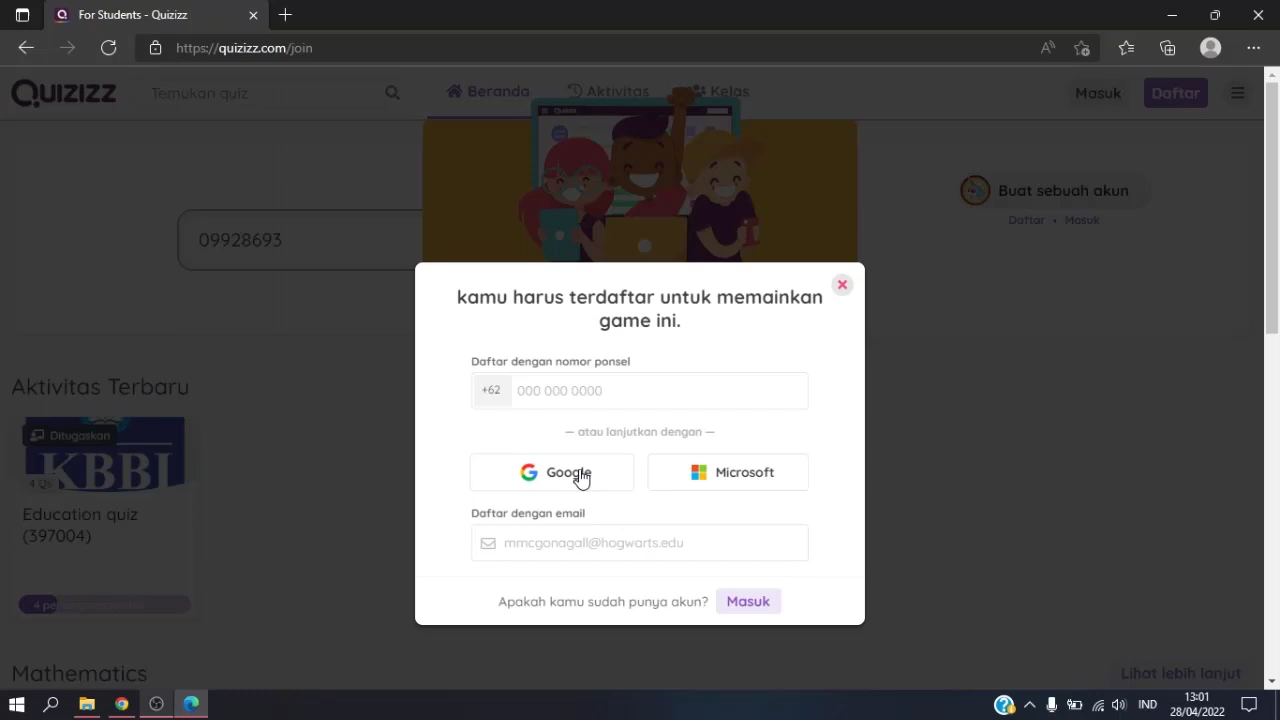 For Students - Quizizz
https://quizizz.com/join
QUIZIZZ
Temukan quiz
Beranda
Aktivitas
Kelas
Masuk
Daftar
Quizizz
Buat sebuah akun
Daftar • Masuk
09928693
kamu harus terdaftar untuk memainkan
game ini.
Daftar dengan nomor ponsel
+62 000 000 0000
— atau lanjutkan dengan —
Google
Microsoft
Daftar dengan email
mmcgonagall@hogwarts.edu
Apakah kamu sudah punya akun? Masuk
Aktivitas Terbaru
Ditugaskan
KBBI
4 Qs
Education quiz
(397004)
Mathematics
Lihat lebih lanjut
IND
13:01
28/04/2022